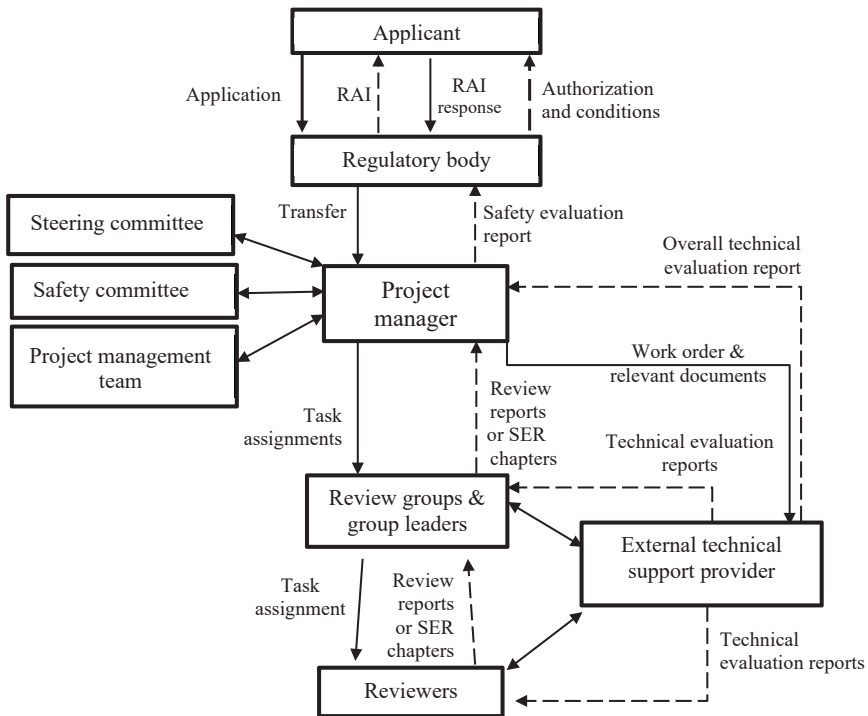 Applicant
Application
RAI
RAI
response
Authorization
and conditions
Regulatory body
Transfer
Safety evaluation
report
Steering committee
Safety committee
Project management
team
Project
manager
Overall technical
evaluation report
Work order &
relevant documents
Task
assignments
Review
reports
or SER
chapters
Technical evaluation
reports
Review groups &
group leaders
External technical
support provider
Task
assignment
Review
reports
or SER
chapters
Technical
evaluation reports
Reviewers